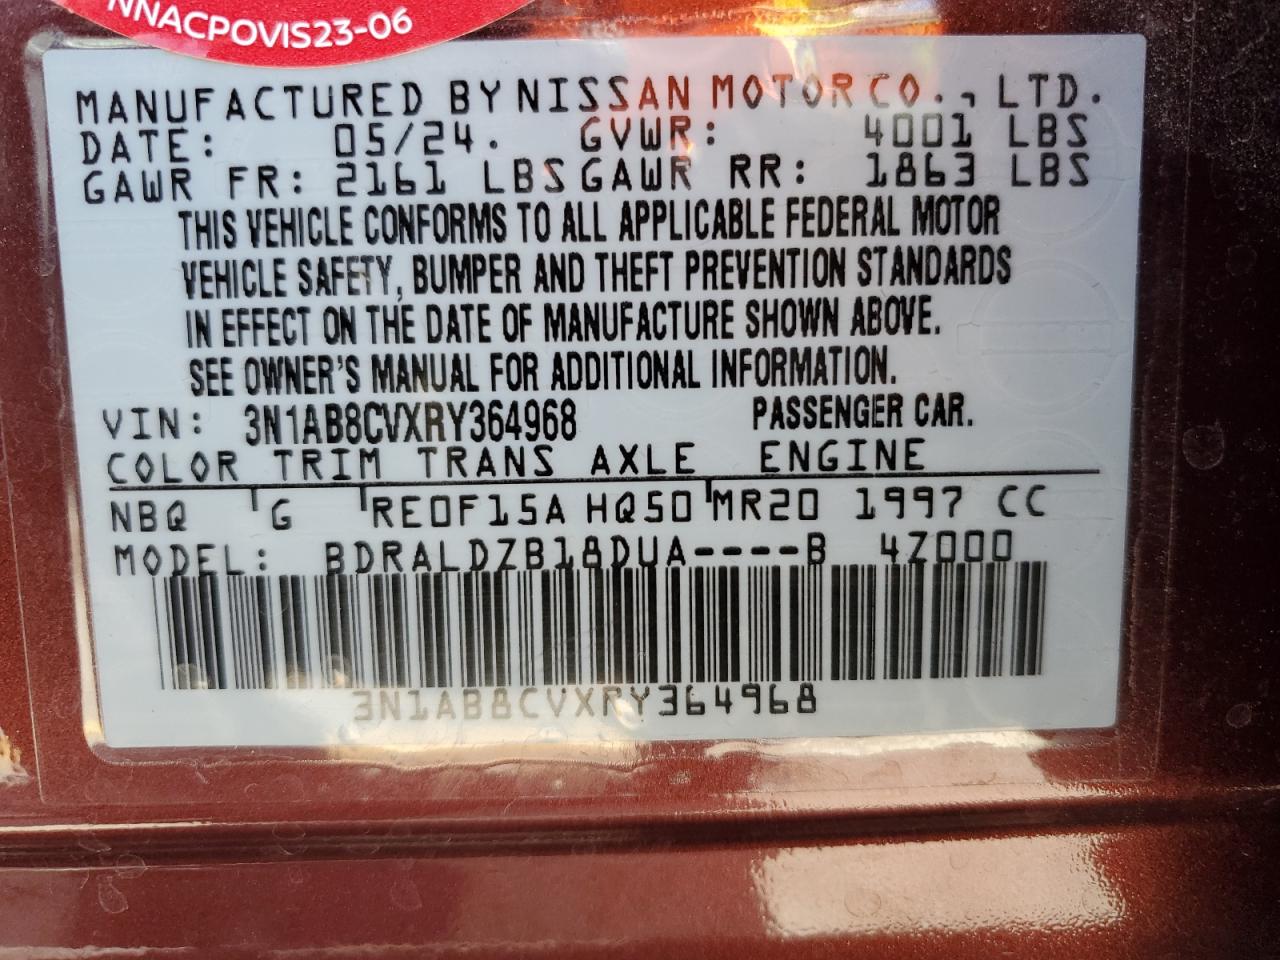 NNACPOVIS23-06
MANUFACTURED BY NISSAN MOTOR CO., LTD.
DATE: 05/24. GVWR: 4001 LBS
GAWR FR: 2161 LBS GAWR RR: 1863 LBS
THIS VEHICLE CONFORMS TO ALL APPLICABLE FEDERAL MOTOR
VEHICLE SAFETY, BUMPER AND THEFT PREVENTION STANDARDS
IN EFFECT ON THE DATE OF MANUFACTURE SHOWN ABOVE.
SEE OWNER'S MANUAL FOR ADDITIONAL INFORMATION.
VIN: 3N1AB8CVXRY364968 PASSENGER CAR.
COLOR TRIM TRANS AXLE ENGINE
NBQ G RE0F15A HQ50 MR20 1997 CC
MODEL: BDRALDZB18DUA----B 4Z000
3N1AB8CVXRY364968